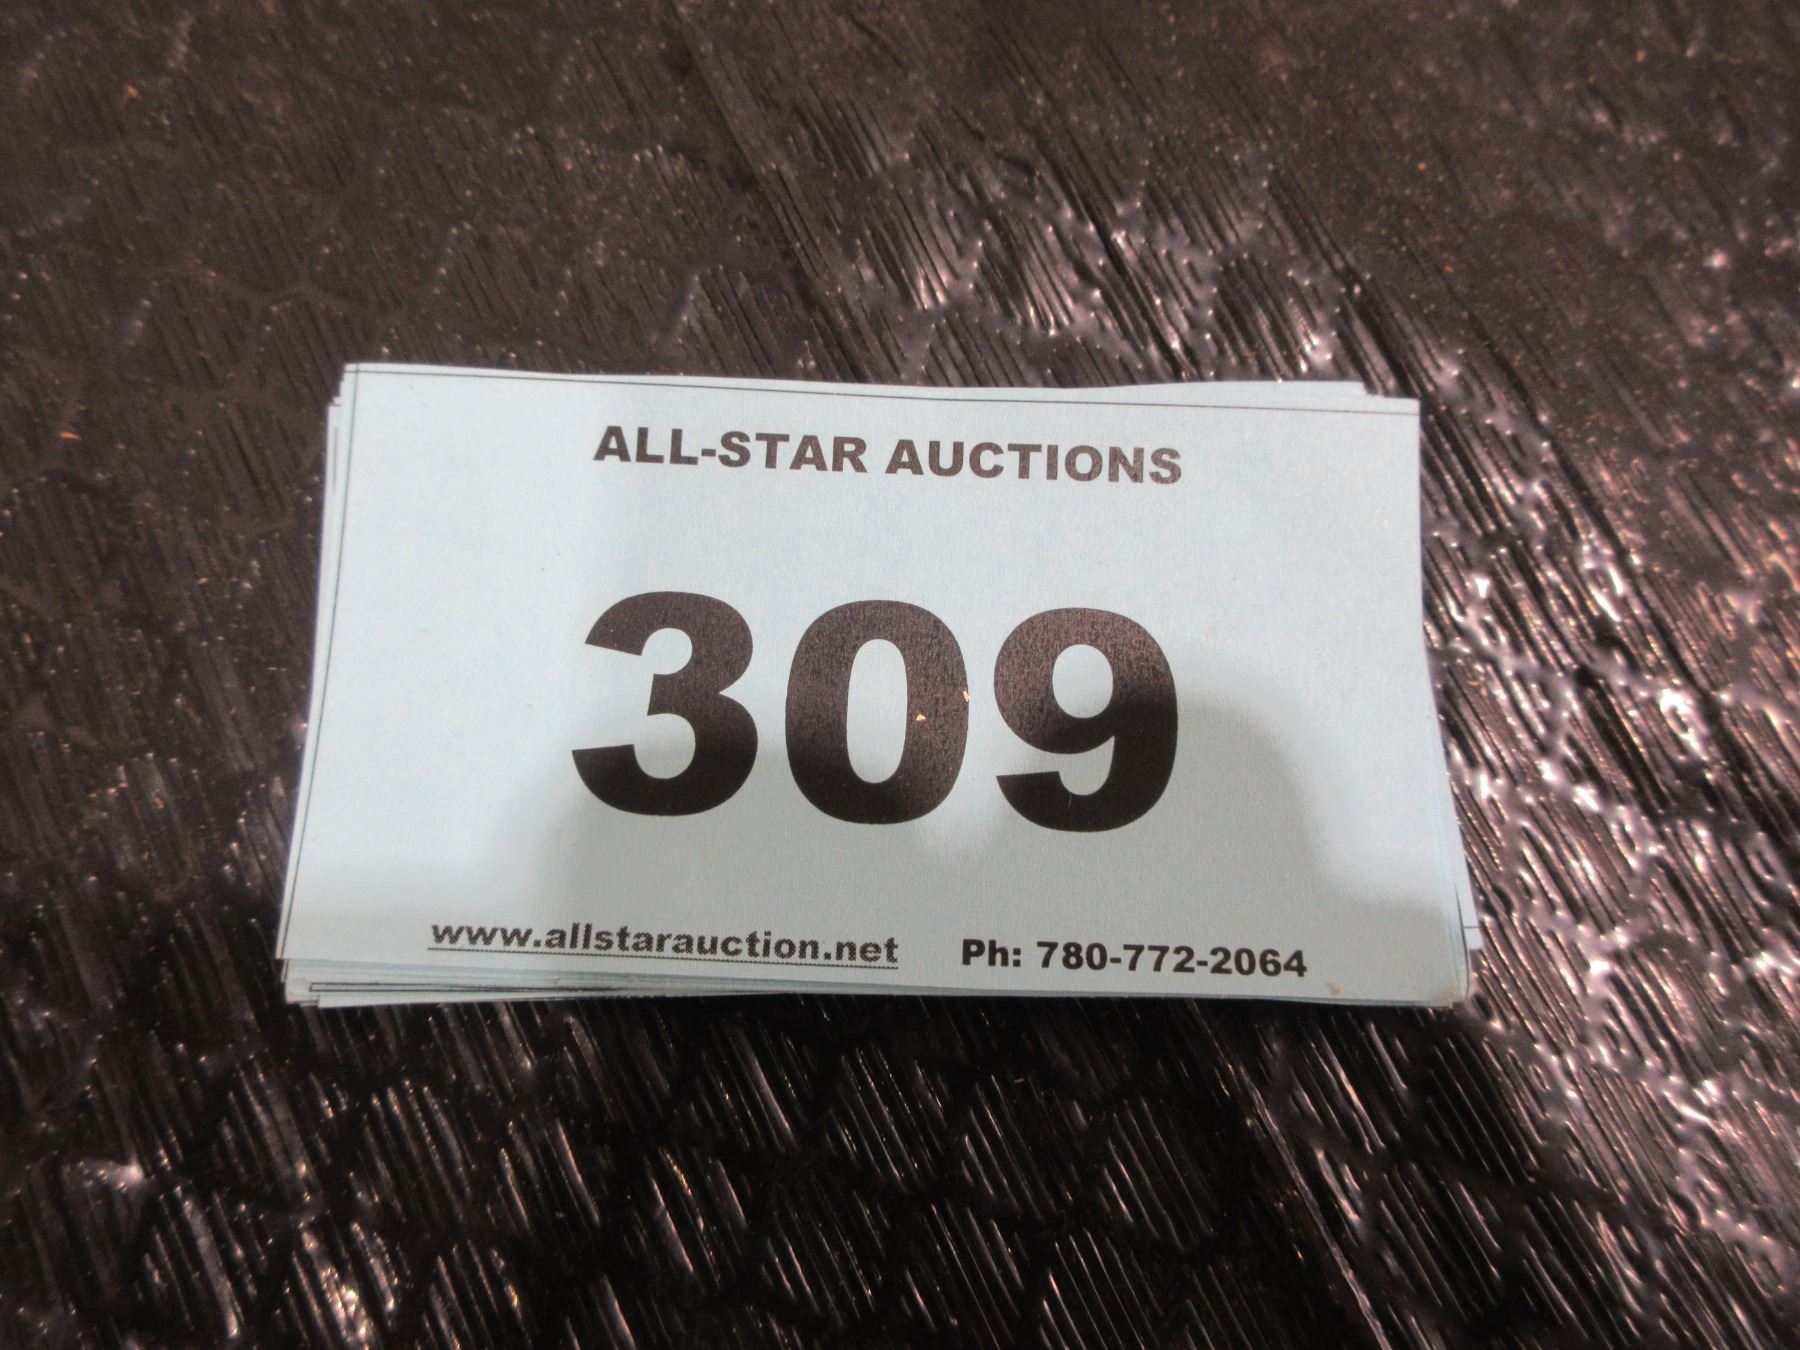 ALL-STAR AUCTIONS
309
www.allstarauction.net Ph: 780-772-2064